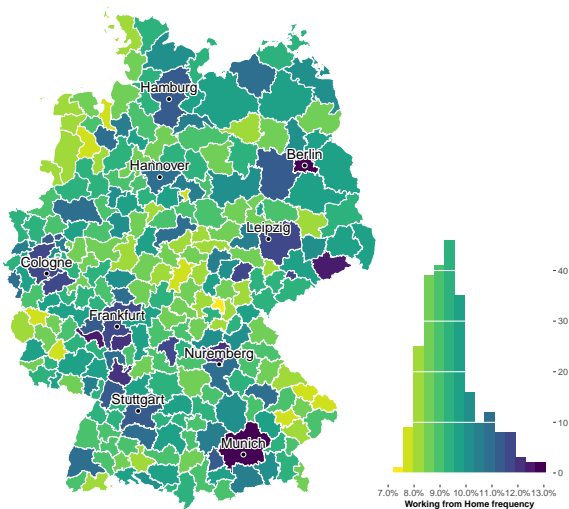 Hamburg
Hannover
Berlin
Leipzig
Cologne
Frankfurt
Nuremberg
Stuttgart
Munich
40
30
20
10
0
7.0% 8.0% 9.0% 10.0% 11.0% 12.0% 13.0%
Working from Home frequency